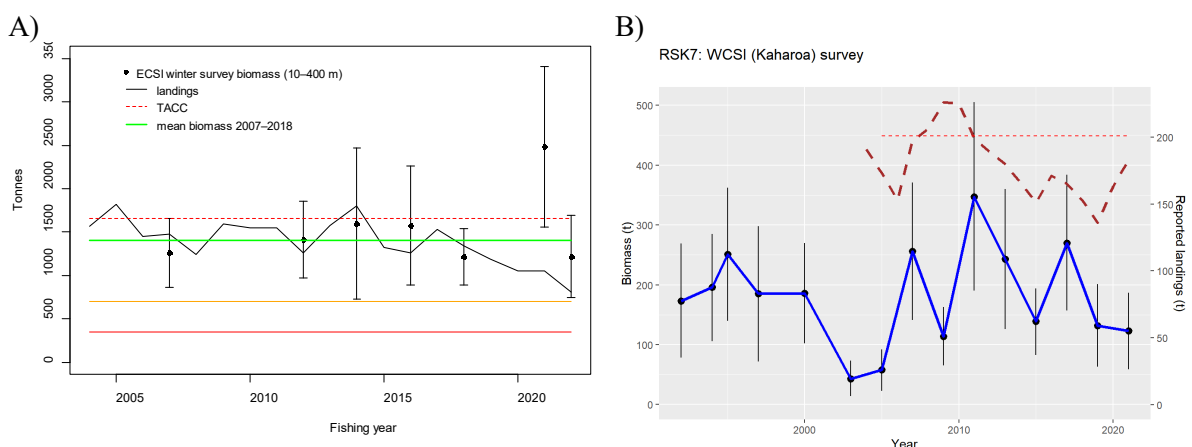 A)
Tonnes
0
500
1000
1500
2000
2500
3000
ECSI winter survey biomass (10–400 m)
landings
TACC
mean biomass 2007–2018
2005
2010
2015
2020
Fishing year
B)
RSK7: WCSI (Kaharoa) survey
Biomass (t)
500
400
300
200
100
0
200
150
100
50
0
Reported landings (t)
2000
2010
2020
Year